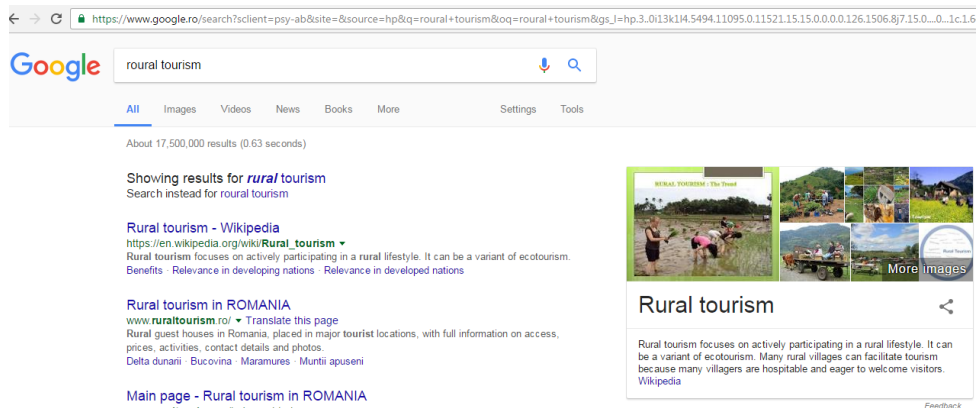 https://www.google.ro/search?sclient=psy-ab&site=&source=hp&q=roural+tourism&oq=roural+tourism&gs_l=hp.3..0i13k1l4.5494.11095.0.11521.15.15.0.0.0.0.126.1506.8j7.15.0....0...1c.1.6
Google
roural tourism
All Images Videos News Books More Settings Tools
About 17,500,000 results (0.63 seconds)
Showing results for rural tourism
Search instead for roural tourism
Rural tourism - Wikipedia
https://en.wikipedia.org/wiki/Rural_tourism
Rural tourism focuses on actively participating in a rural lifestyle. It can be a variant of ecotourism.
Benefits · Relevance in developing nations · Relevance in developed nations
Rural tourism in ROMANIA
www.ruraltourism.ro/ Translate this page
Rural guest houses in Romania, placed in major tourist locations, with full information on access,
prices, activities, contact details and photos.
Delta dunarii · Bucovina · Maramures · Muntii apuseni
Main page - Rural tourism in ROMANIA
RURAL TOURISM : The Trend
Tourism
Rural Tourism
More images
Rural tourism
Rural tourism focuses on actively participating in a rural lifestyle. It can
be a variant of ecotourism. Many rural villages can facilitate tourism
because many villagers are hospitable and eager to welcome visitors.
Wikipedia
Feedback